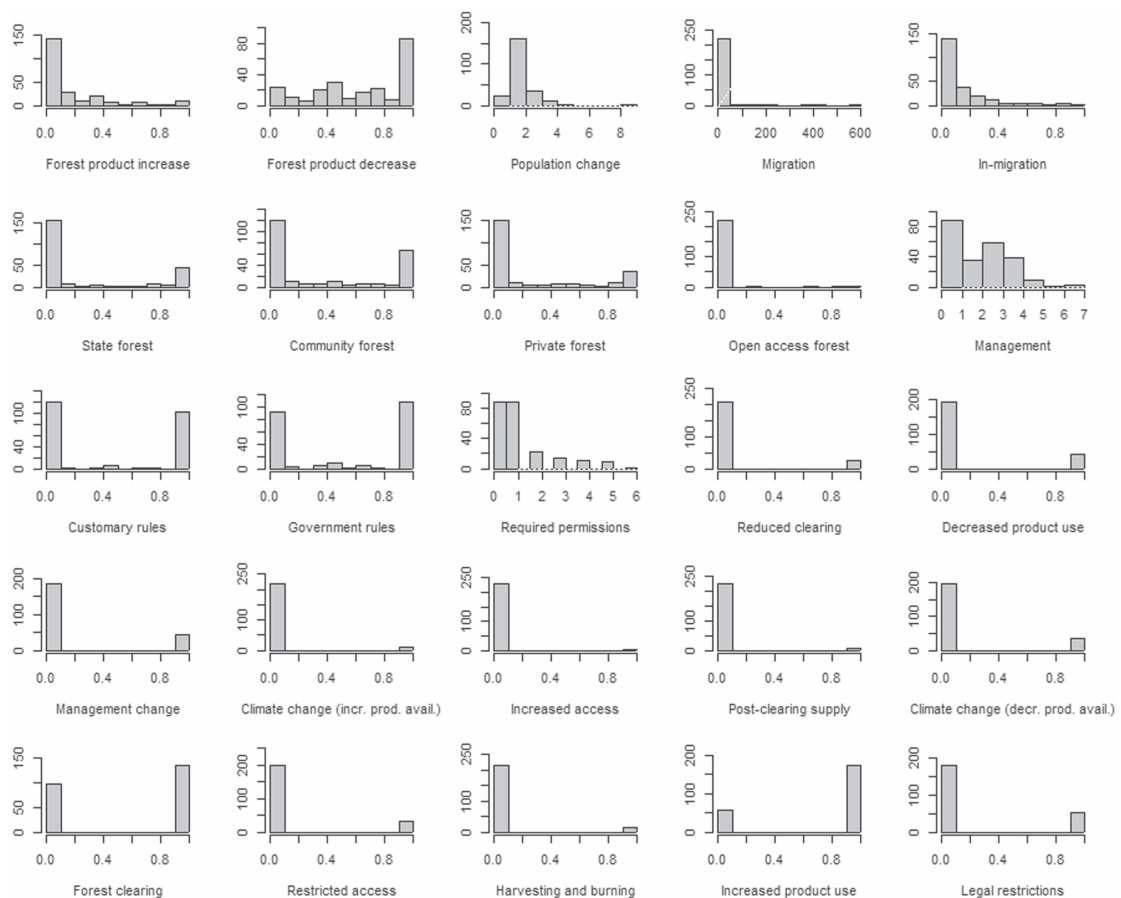 0 50 150
0.0 0.4 0.8
Forest product increase
0 40 80
0.0 0.4 0.8
Forest product decrease
0 100 200
0 2 4 6 8
Population change
0 100 250
0 200 400 600
Migration
0 50 150
0.0 0.4 0.8
In-migration
0 50 150
0.0 0.4 0.8
State forest
0 40 100
0.0 0.4 0.8
Community forest
0 50 150
0.0 0.4 0.8
Private forest
0 100 250
0.0 0.4 0.8
Open access forest
0 40 80
0 1 2 3 4 5 6 7
Management
0 40 100
0.0 0.4 0.8
Customary rules
0 40 100
0.0 0.4 0.8
Government rules
0 40 80
0 1 2 3 4 5 6
Required permissions
0 100 250
0.0 0.4 0.8
Reduced clearing
0 100 200
0.0 0.4 0.8
Decreased product use
0 100 200
0.0 0.4 0.8
Management change
0 100 250
0.0 0.4 0.8
Climate change (incr. prod. avail.)
0 100 250
0.0 0.4 0.8
Increased access
0 100 250
0.0 0.4 0.8
Post-clearing supply
0 100 200
0.0 0.4 0.8
Climate change (decr. prod. avail.)
0 50 150
0.0 0.4 0.8
Forest clearing
0 100 200
0.0 0.4 0.8
Restricted access
0 100 250
0.0 0.4 0.8
Harvesting and burning
0 100 200
0.0 0.4 0.8
Increased product use
0 100 200
0.0 0.4 0.8
Legal restrictions